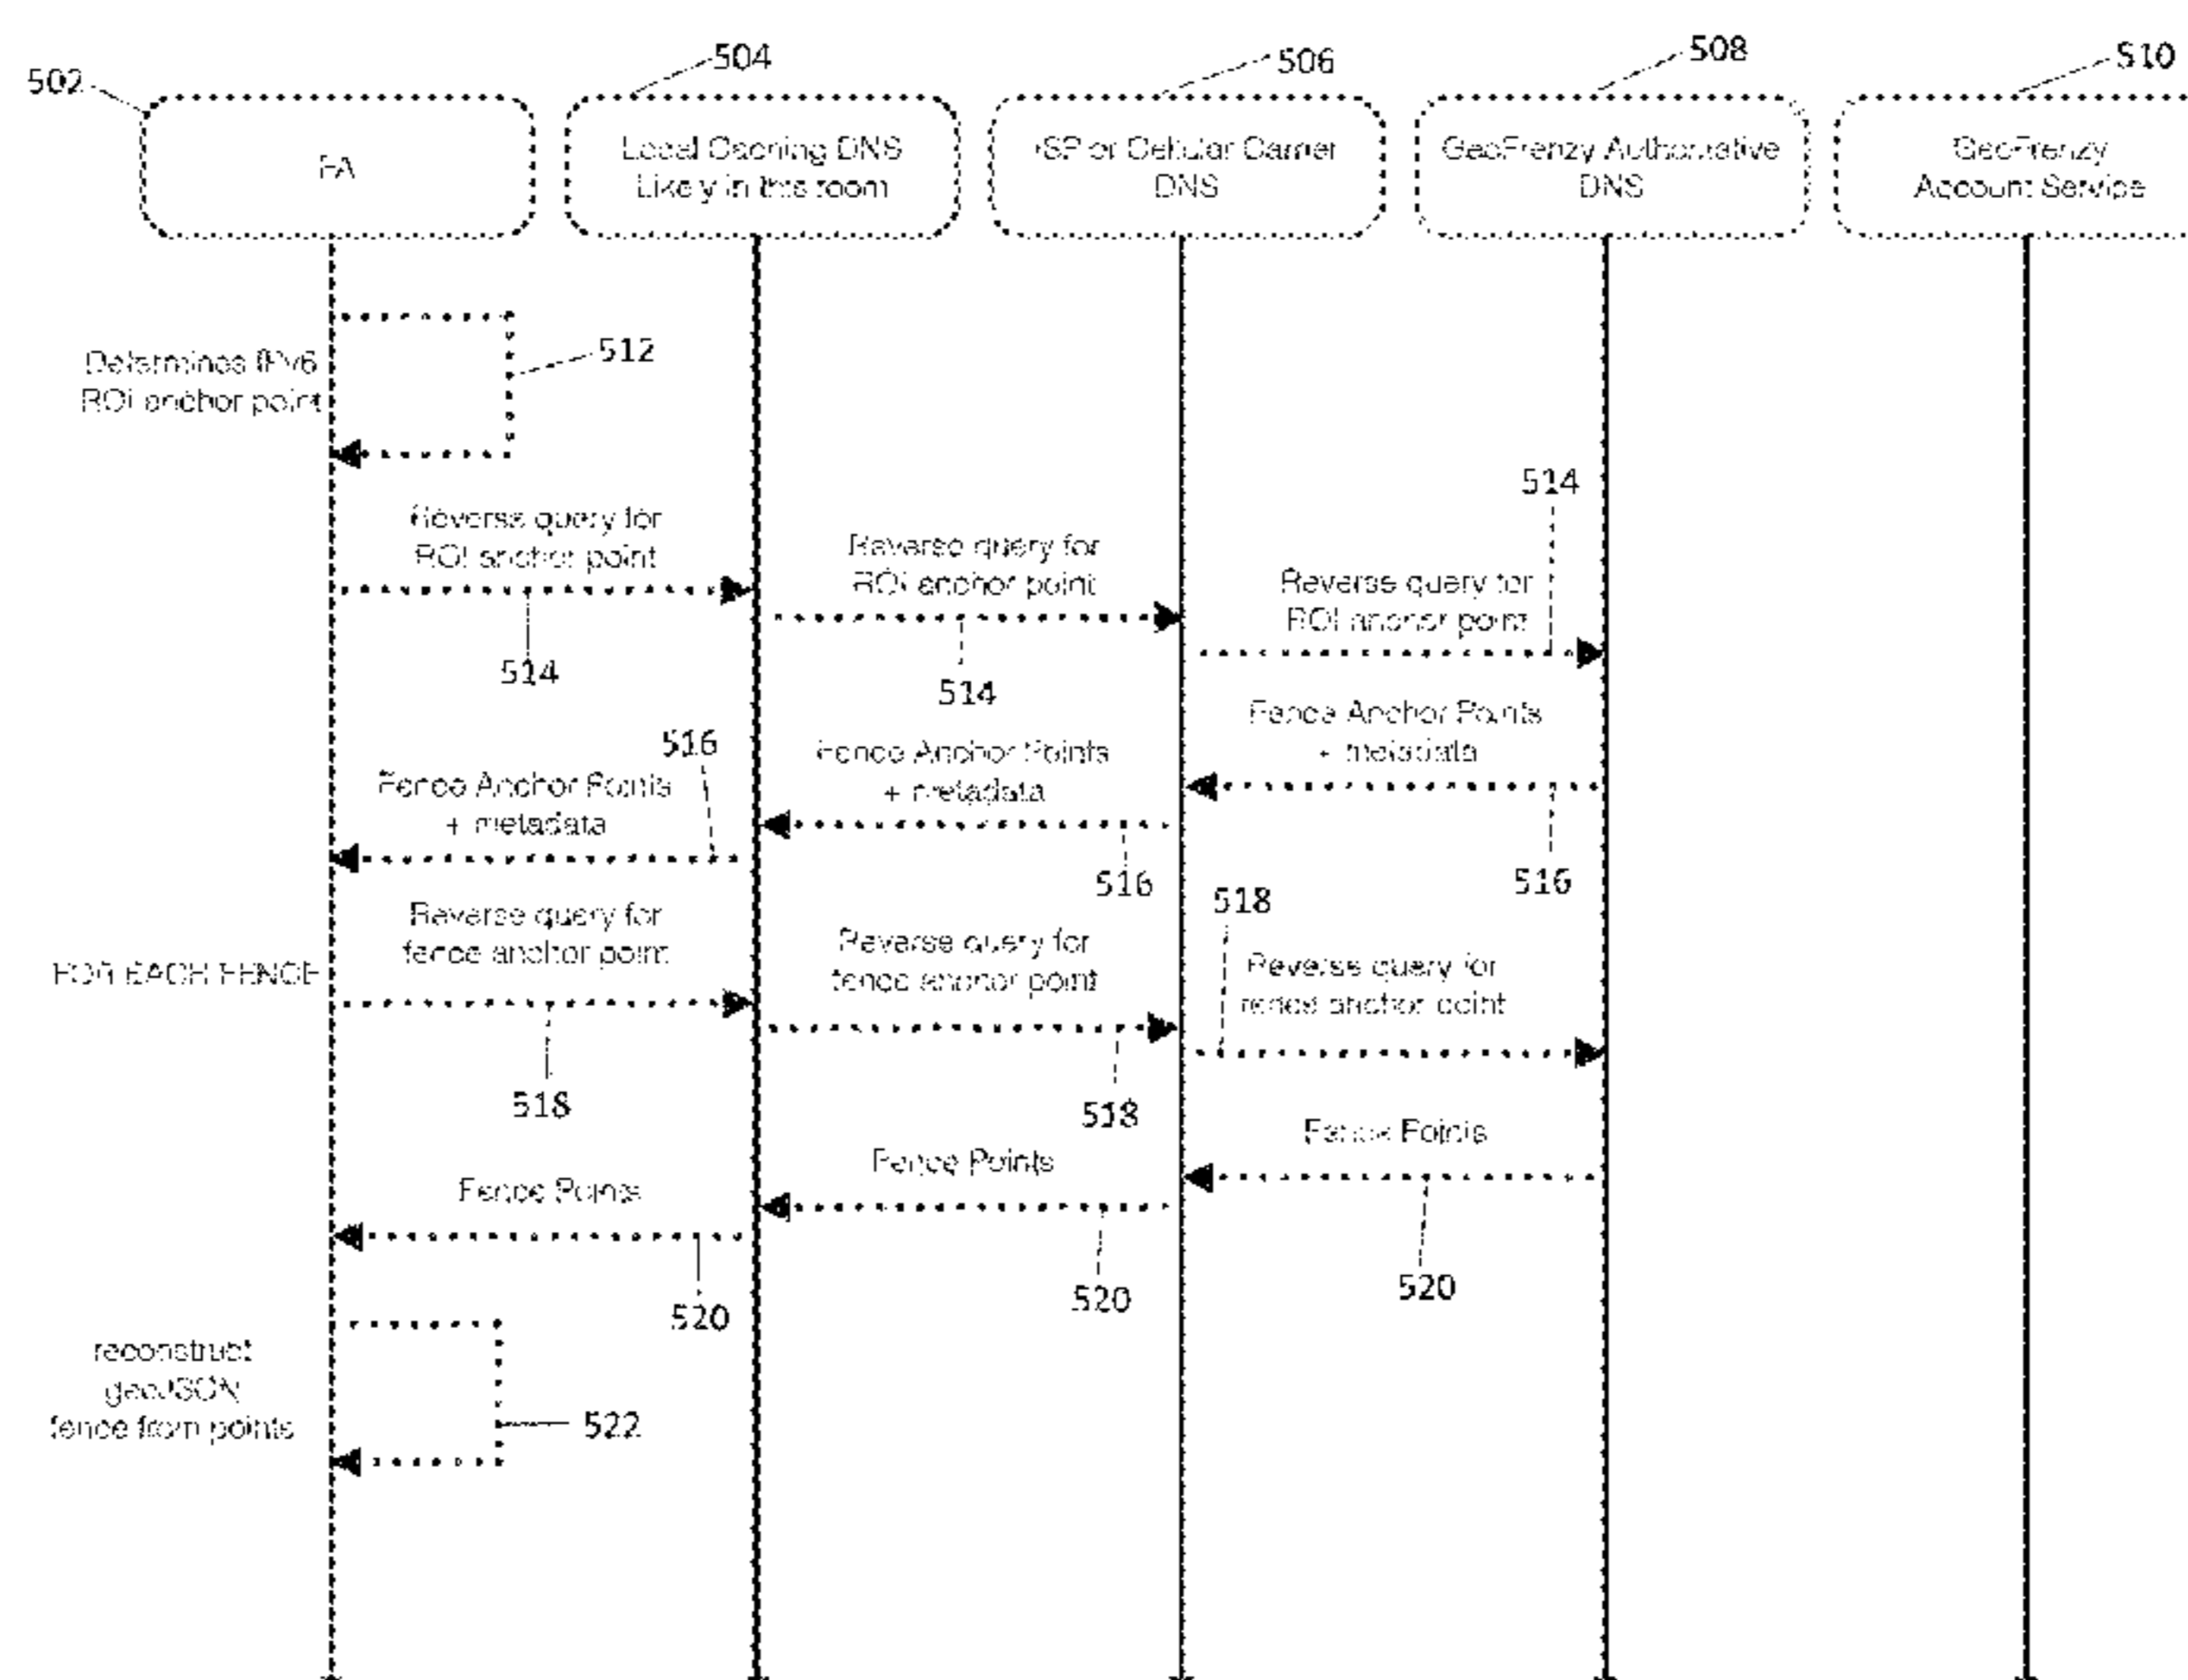 502
504
506
508
510
FA
Local Caching DNS
Likely in this room
ISP or Cellular Carrier
DNS
GeoFrenzy Authoritative
DNS
GeoFrenzy
Account Service
Determines IPv6
ROI anchor point
512
514
Reverse query for
ROI anchor point
514
Reverse query for
ROI anchor point
514
Reverse query for
ROI anchor point
Fence Anchor Points
+ metadata
516
Fence Anchor Points
+ metadata
516
Fence Anchor Points
+ metadata
516
FOR EACH FENCE
Reverse query for
fence anchor point
518
Reverse query for
fence anchor point
518
518
Reverse query for
fence anchor point
Fence Points
520
Fence Points
520
Fence Points
520
reconstruct
geoJSON
fence from points
522